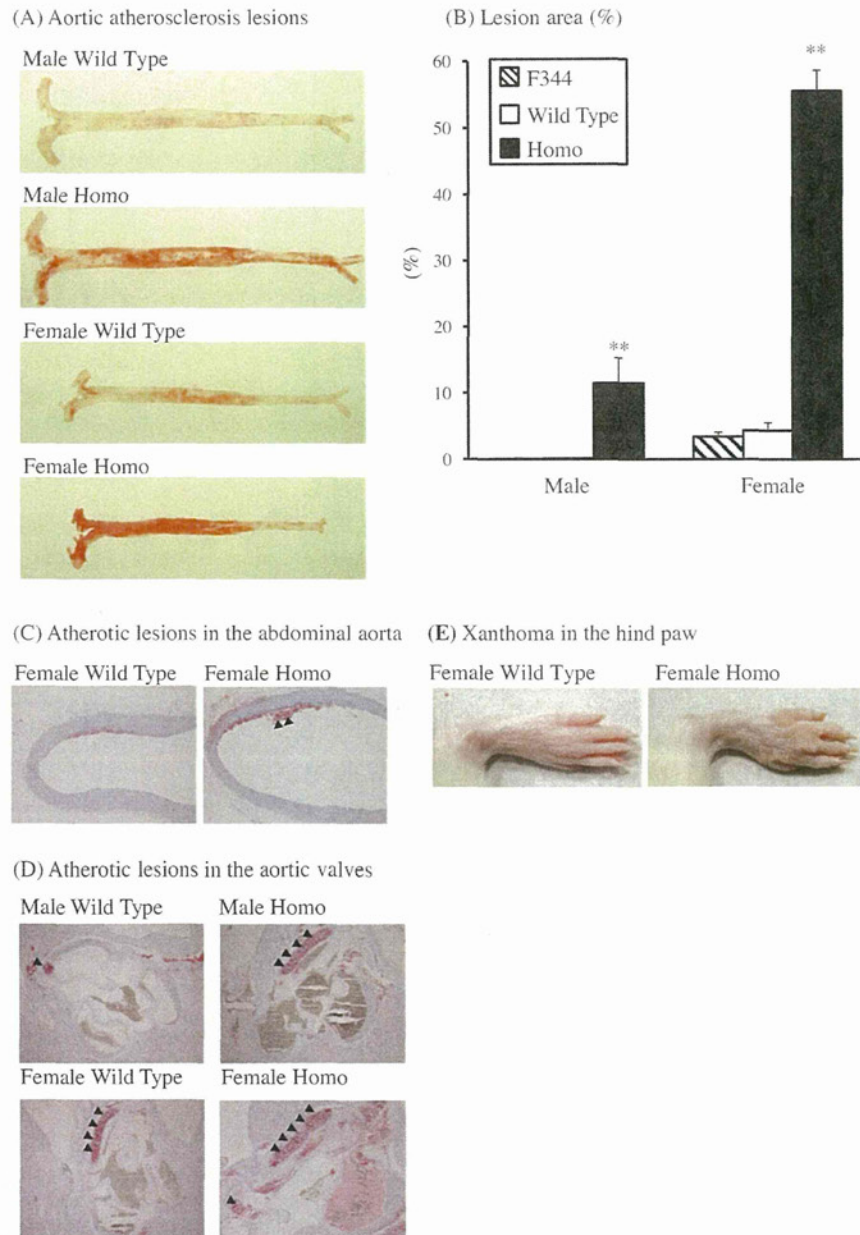 (A) Aortic atherosclerosis lesions
Male Wild Type
Male Homo
Female Wild Type
Female Homo
(B) Lesion area (%)
**
60
50
40
30
20
10
0
(%)
F344
Wild Type
Homo
**
Male
Female
(C) Atherotic lesions in the abdominal aorta
Female Wild Type
Female Homo
(E) Xanthoma in the hind paw
Female Wild Type
Female Homo
(D) Atherotic lesions in the aortic valves
Male Wild Type
Male Homo
Female Wild Type
Female Homo